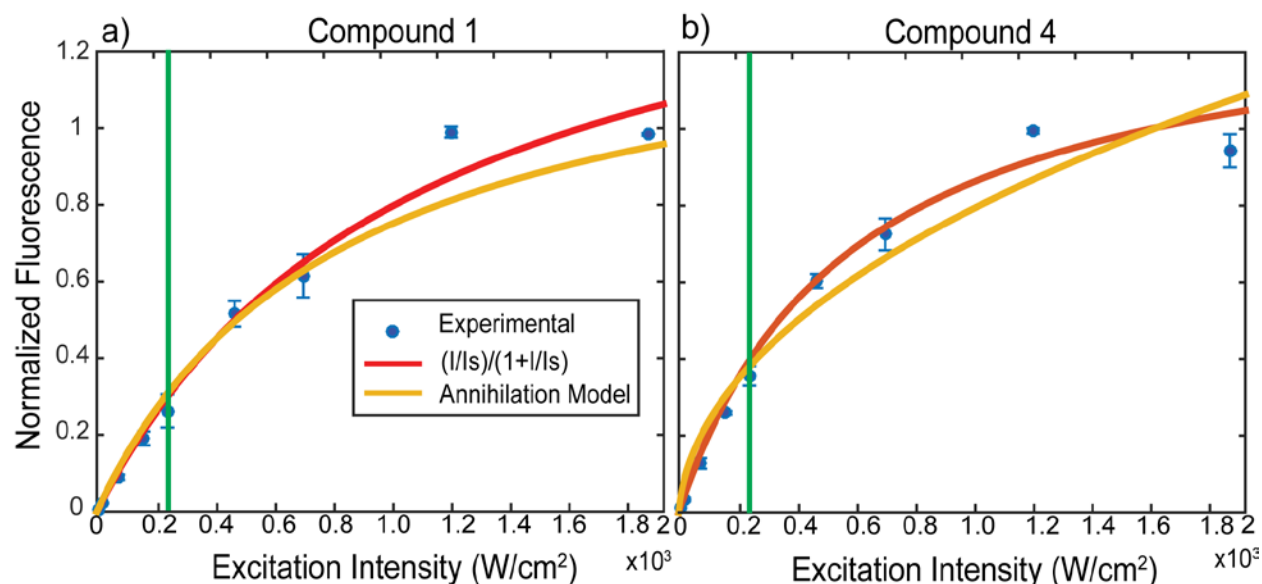 a) Compound 1
b) Compound 4
Normalized Fluorescence
1.2
1
0.8
0.6
0.4
0.2
0
Experimental
(I/Is)/(1+I/Is)
Annihilation Model
0 0.2 0.4 0.6 0.8 1.0 1.2 1.4 1.6 1.8 2
0 0.2 0.4 0.6 0.8 1.0 1.2 1.4 1.6 1.8 2
Excitation Intensity (W/cm²) x10³
Excitation Intensity (W/cm²) x10³